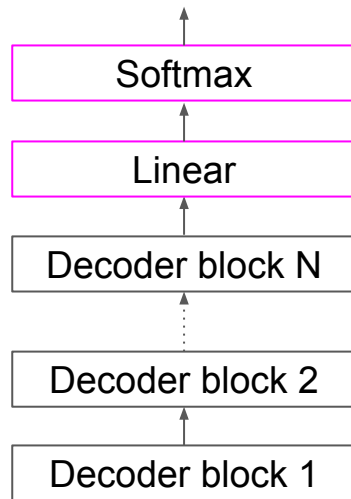 Softmax
Linear
Decoder block N
Decoder block 2
Decoder block 1